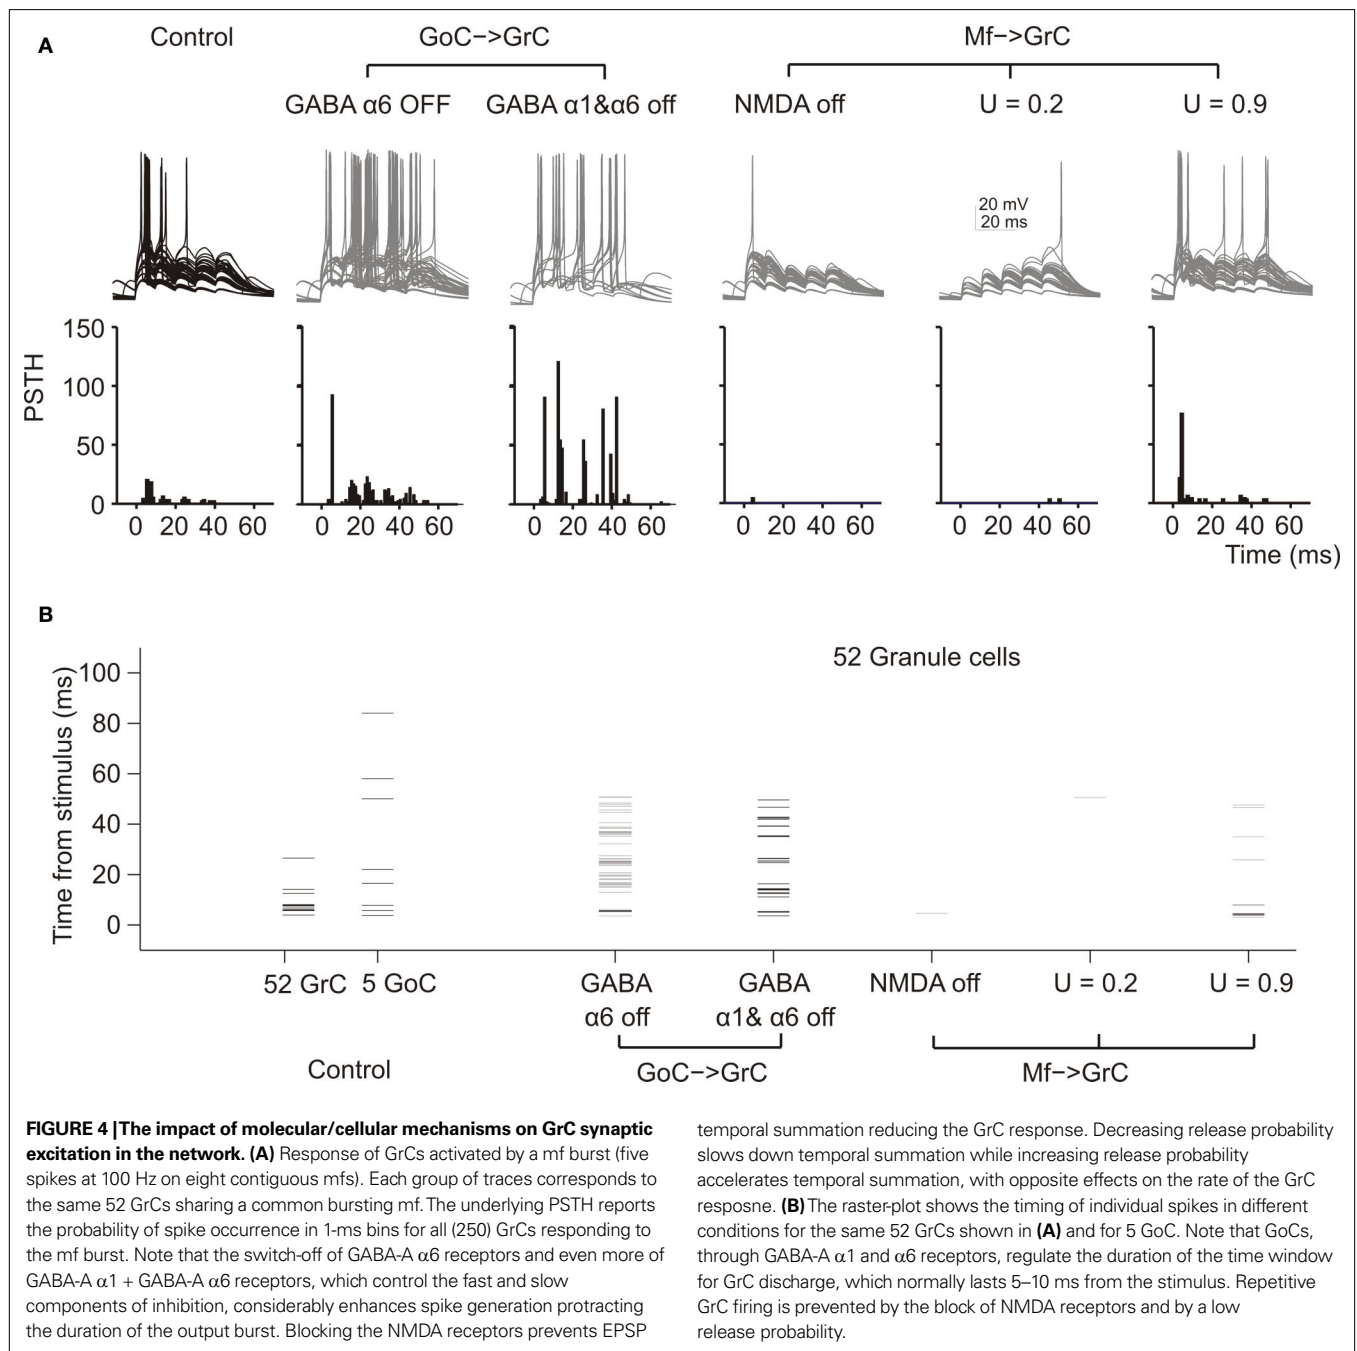 A
Control
GoC->GrC
Mf->GrC
GABA α6 OFF
GABA α1&α6 off
NMDA off
U = 0.2
U = 0.9
20 mV
20 ms
PSTH
150
100
50
0
0 20 40 60
0 20 40 60
0 20 40 60
0 20 40 60
0 20 40 60
0 20 40 60
Time (ms)
B
52 Granule cells
Time from stimulus (ms)
100
80
60
40
20
0
52 GrC
5 GoC
GABA
α6 off
GABA
α1& α6 off
NMDA off
U = 0.2
U = 0.9
Control
GoC->GrC
Mf->GrC
FIGURE 4 | The impact of molecular/cellular mechanisms on GrC synaptic
excitation in the network. (A) Response of GrCs activated by a mf burst (five
spikes at 100 Hz on eight contiguous mfs). Each group of traces corresponds to
the same 52 GrCs sharing a common bursting mf. The underlying PSTH reports
the probability of spike occurrence in 1-ms bins for all (250) GrCs responding to
the mf burst. Note that the switch-off of GABA-A α6 receptors and even more of
GABA-A α1 + GABA-A α6 receptors, which control the fast and slow
components of inhibition, considerably enhances spike generation protracting
the duration of the output burst. Blocking the NMDA receptors prevents EPSP
temporal summation reducing the GrC response. Decreasing release probability
slows down temporal summation while increasing release probability
accelerates temporal summation, with opposite effects on the rate of the GrC
resposne. (B) The raster-plot shows the timing of individual spikes in different
conditions for the same 52 GrCs shown in (A) and for 5 GoC. Note that GoCs,
through GABA-A α1 and α6 receptors, regulate the duration of the time window
for GrC discharge, which normally lasts 5–10 ms from the stimulus. Repetitive
GrC firing is prevented by the block of NMDA receptors and by a low
release probability.